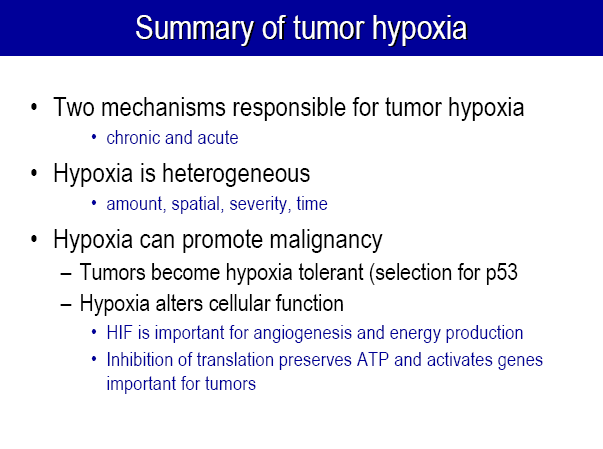 Summary of tumor hypoxia
• Two mechanisms responsible for tumor hypoxia
• chronic and acute
• Hypoxia is heterogeneous
• amount, spatial, severity, time
• Hypoxia can promote malignancy
– Tumors become hypoxia tolerant (selection for p53
– Hypoxia alters cellular function
• HIF is important for angiogenesis and energy production
• Inhibition of translation preserves ATP and activates genes
important for tumors